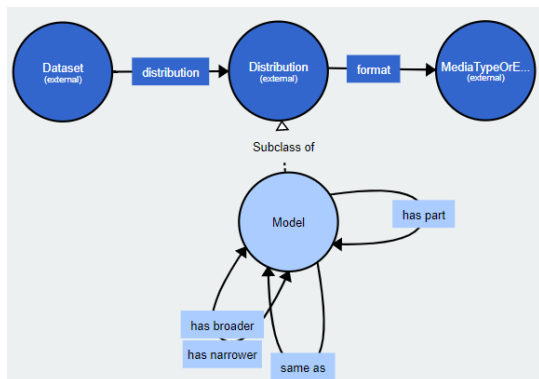 Dataset
(external)
distribution
Distribution
(external)
format
MediaTypeOrE...
(external)
Subclass of
Model
has part
has broader
has narrower
same as